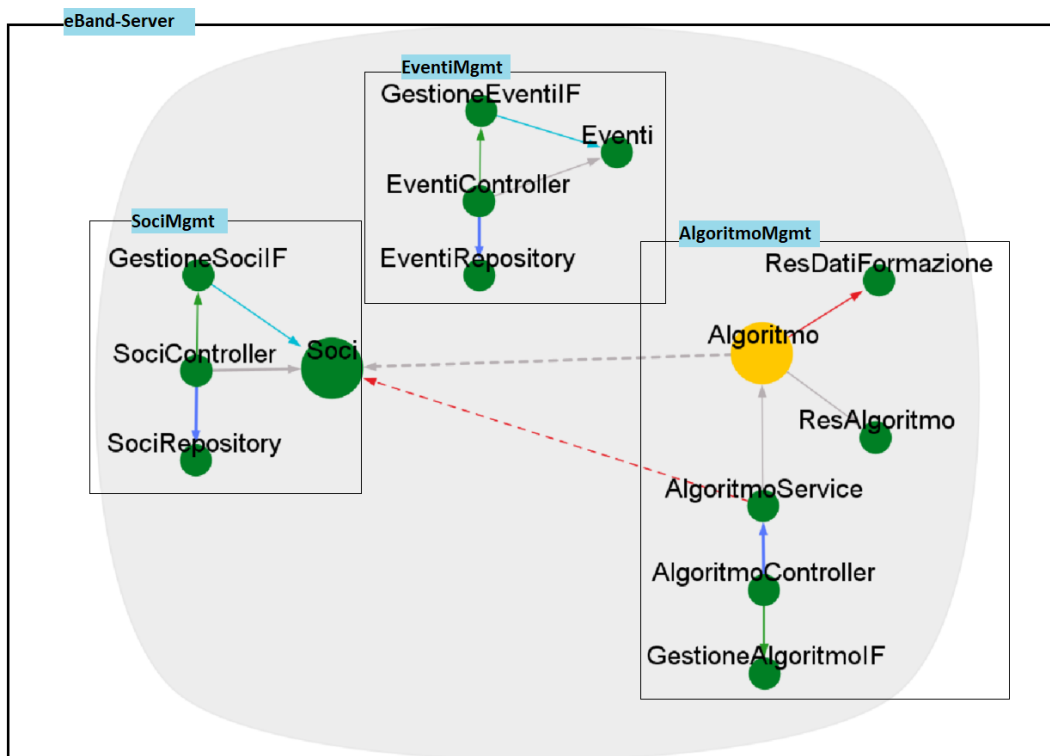 eBand-Server
EventiMgmt
GestioneEventiIF
Eventi
EventiController
EventiRepository
SociMgmt
GestioneSociIF
Soci
SociController
SociRepository
AlgoritmoMgmt
ResDatiFormazione
Algoritmo
ResAlgoritmo
AlgoritmoService
AlgoritmoController
GestioneAlgoritmoIF